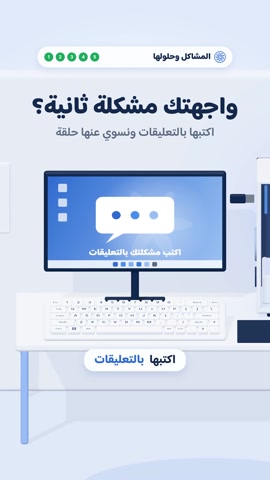 المشاكل وحلولها
1 2 3 4 5
واجهتك مشكلة ثانية؟
اكتبها بالتعليقات ونسوي عنها حلقة
اكتب مشكلتك بالتعليقات
اكتبها بالتعليقات